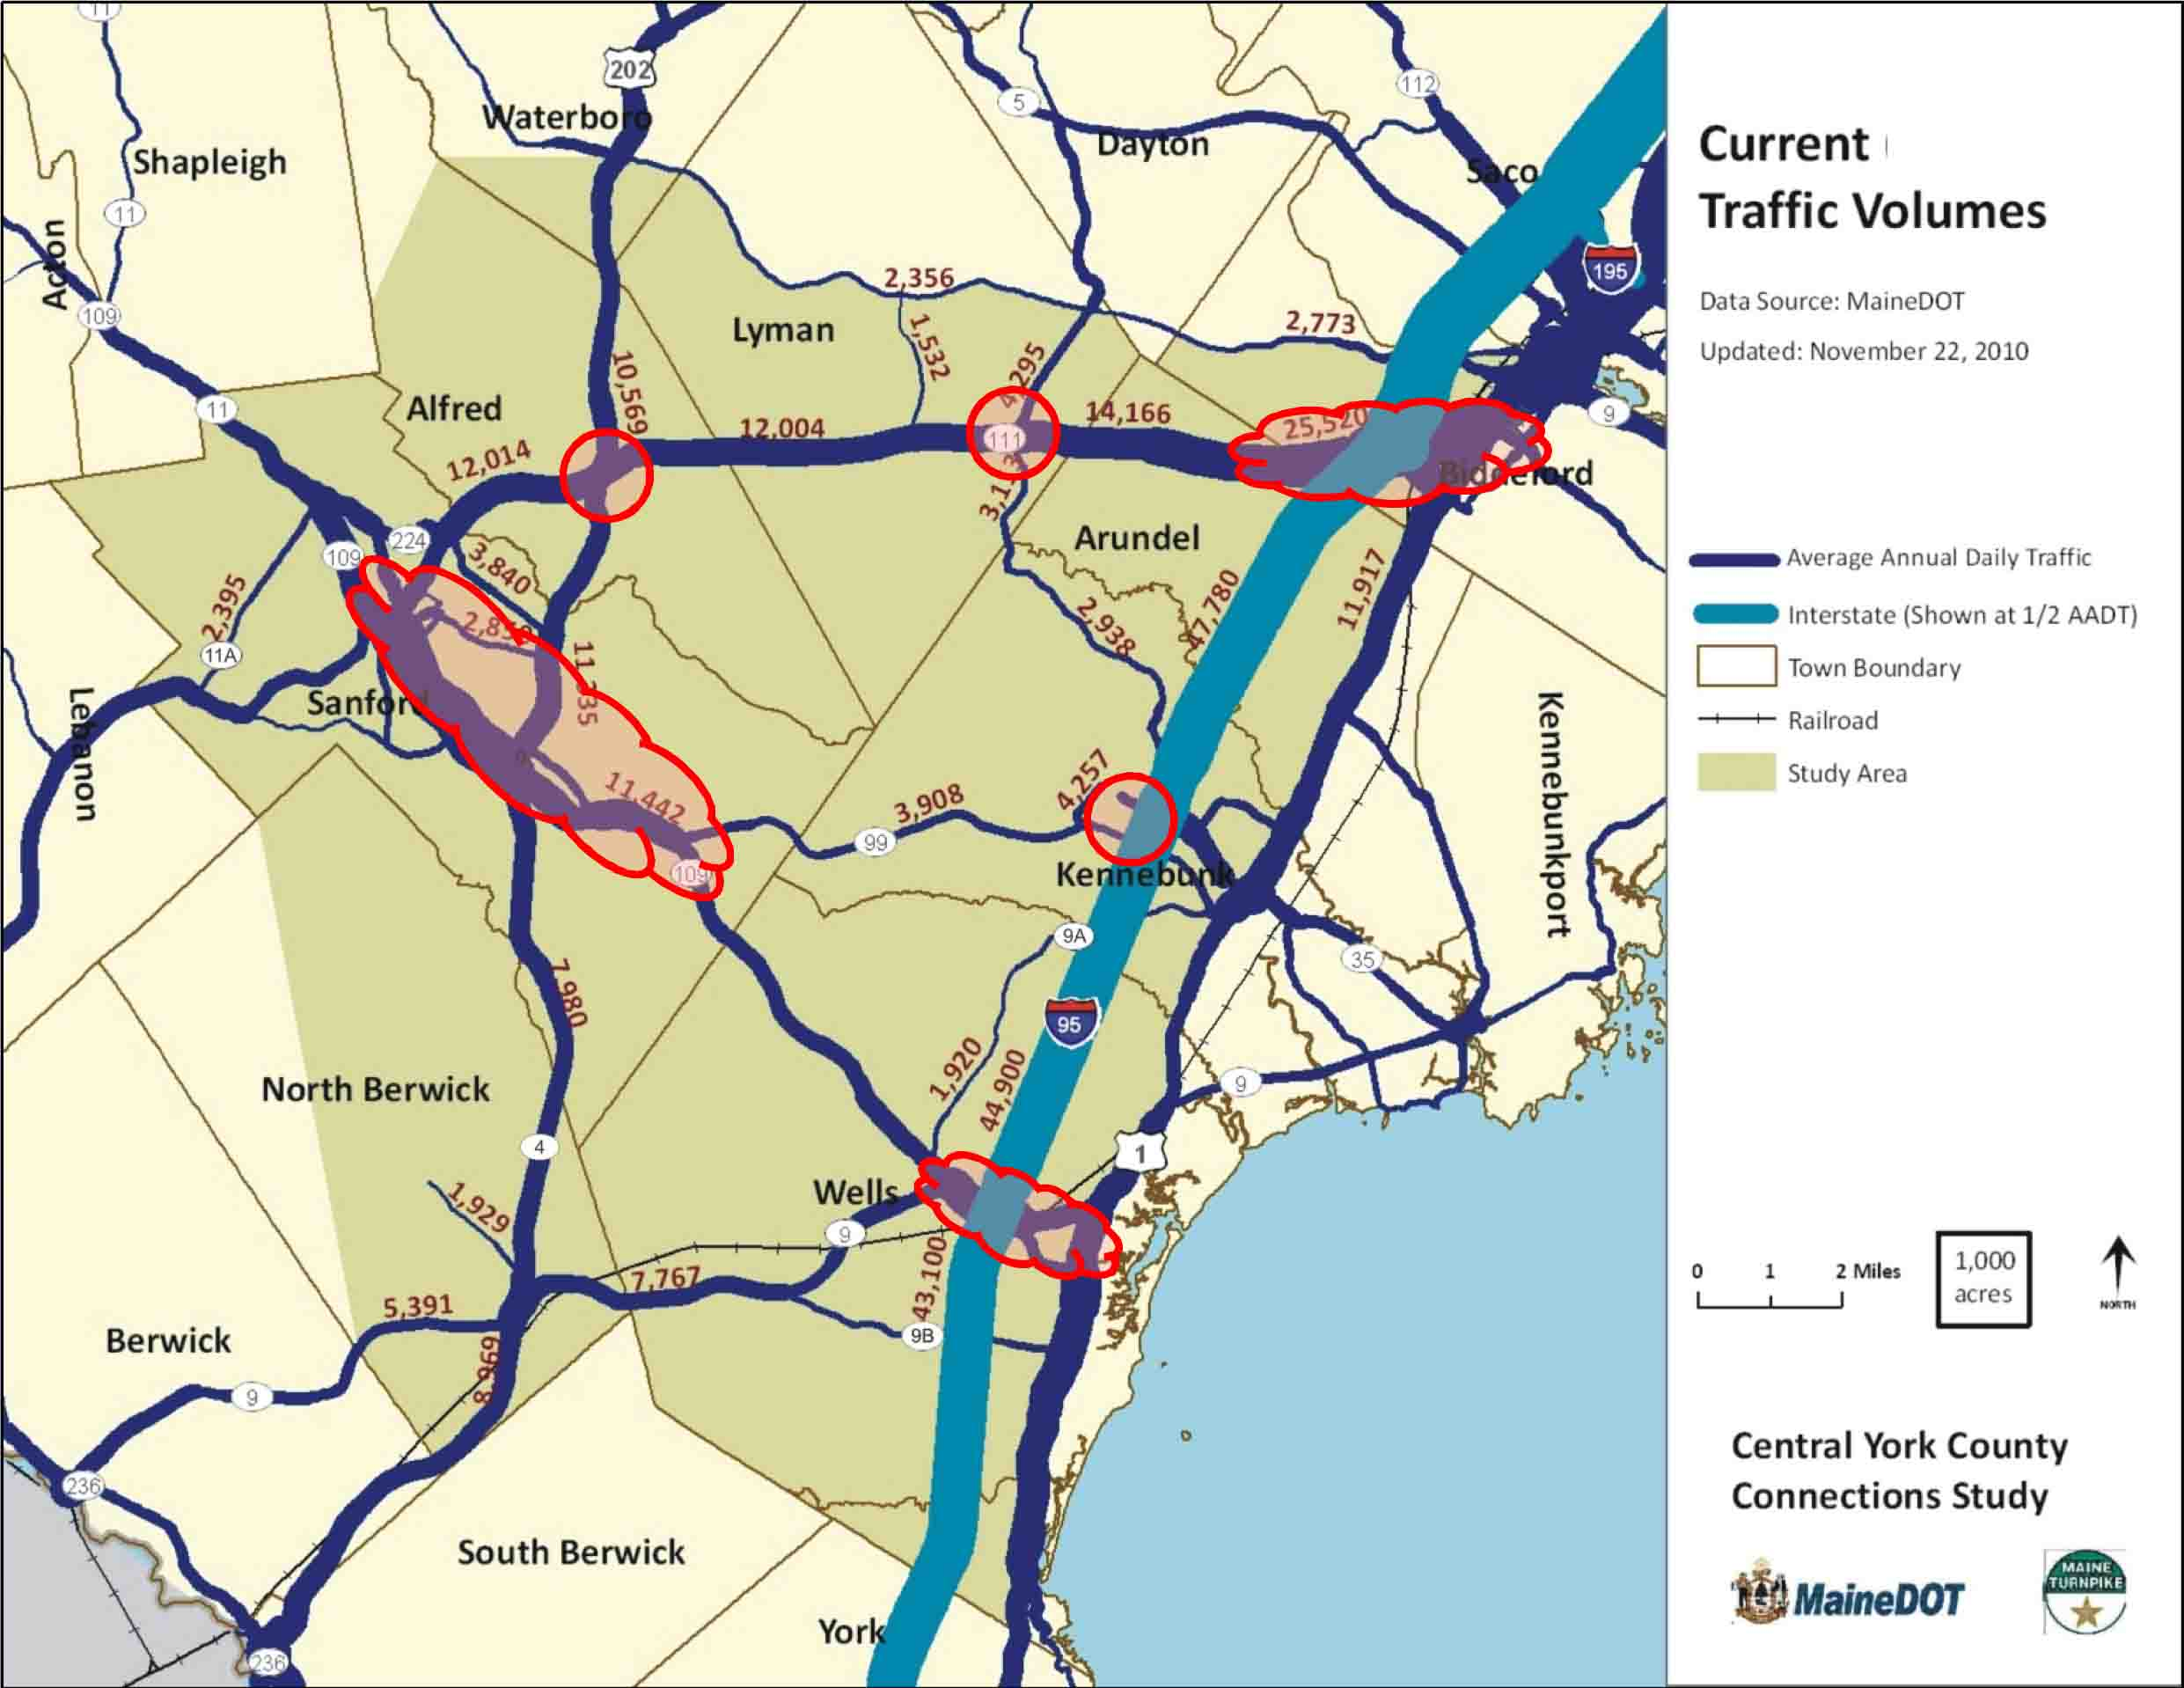 11
202
Waterboro
Shapleigh
5
Dayton
112
Saco
Acton
11
109
195
2,356
Lyman
1,532
2,773
10,569
11
Alfred
12,004
14,166
25,520
9
111
Biddeford
12,014
224
109
Arundel
3,840
2,395
11A
2,938
47,780
11,917
Sanford
Lebanon
Kennebunkport
11,442
4,257
3,908
99
109
Kennebunk
9A
35
7,980
95
1,920
44,900
9
North Berwick
4
1
1,929
Wells
9
7,767
43,100
5,391
9B
Berwick
8,969
9
236
South Berwick
York
236
Current
Traffic Volumes
Data Source: MaineDOT
Updated: November 22, 2010
Average Annual Daily Traffic
Interstate (Shown at 1/2 AADT)
Town Boundary
Railroad
Study Area
0 1 2 Miles
1,000
acres
NORTH
Central York County
Connections Study
MaineDOT
MAINE
TURNPIKE